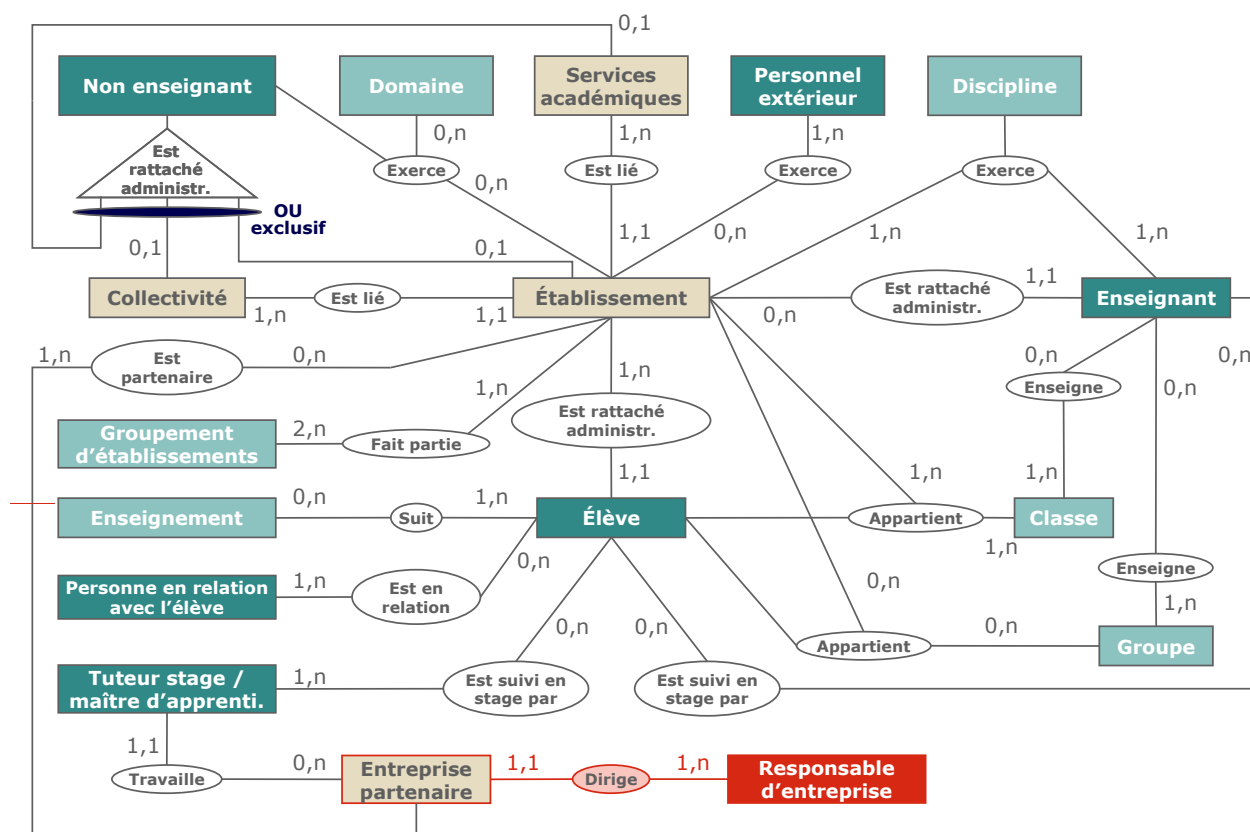 0,1
Non enseignant
Domaine
Services
académiques
Personnel
extérieur
Discipline
0,n
1,n
1,n
Est
rattaché
administr.
Exerce
Est lié
Exerce
Exerce
0,n
OU
exclusif
0,1
0,1
1,1
0,n
1,n
1,n
Collectivité
Est lié
Établissement
Est rattaché
administr.
1,1
Enseignant
1,n
1,1
0,n
1,n
Est
partenaire
0,n
1,n
1,n
0,n
Enseigne
0,n
0,n
Groupement
d'établissements
2,n
Fait partie
Est rattaché
administr.
1,1
1,n
1,n
Enseignement
0,n
Suit
1,n
Élève
Appartient
Classe
1,n
Personne en relation
avec l'élève
1,n
Est en
relation
0,n
0,n
Enseigne
1,n
0,n
0,n
Appartient
0,n
Groupe
Tuteur stage /
maître d'apprenti.
1,n
Est suivi en
stage par
Est suivi en
stage par
1,1
Travaille
0,n
Entreprise
partenaire
1,1
Dirige
1,n
Responsable
d'entreprise